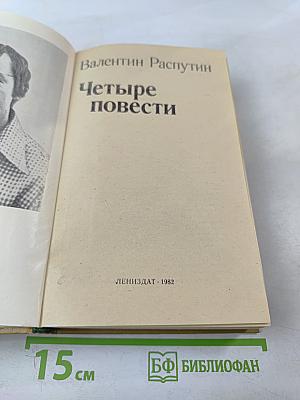 Валентин Распутин
Четыре
повести
ЛЕНИЗДАТ · 1982
15 см
БФ БИБЛИОФАН